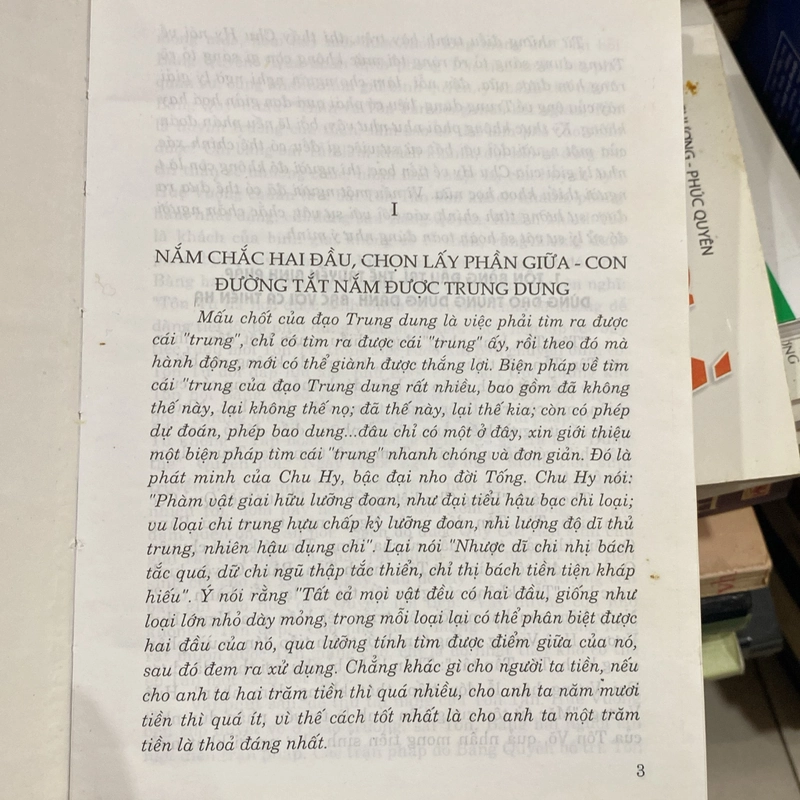 I
NẮM CHẮC HAI ĐẦU, CHỌN LẤY PHẦN GIỮA - CON
ĐƯỜNG TẮT NẮM ĐƯỢC TRUNG DUNG
Mấu chốt của đạo Trung dung là việc phải tìm ra được
cái "trung", chỉ có tìm ra được cái "trung" ấy, rồi theo đó mà
hành động, mới có thể giành được thắng lợi. Biện pháp về tìm
cái "trung của đạo Trung dung rất nhiều, bao gồm đã không
thế này, lại không thế nọ; đã thế này, lại thế kia; còn có phép
dự đoán, phép bao dung...đâu chỉ có một ở đây, xin giới thiệu
một biện pháp tìm cái "trung" nhanh chóng và đơn giản. Đó là
phát minh của Chu Hy, bậc đại nho đời Tống. Chu Hy nói:
"Phàm vật giai hữu lưỡng đoan, như đại tiểu hậu bạc chi loại;
vu loại chi trung hựu chấp kỳ lưỡng đoan, nhi lượng độ dĩ thủ
trung, nhiên hậu dụng chi". Lại nói "Nhược dĩ chi nhị bách
tắc quá, dữ chi ngũ thập tắc thiển, chỉ thị bách tiền tiện kháp
hiếu". Ý nói rằng "Tất cả mọi vật đều có hai đầu, giống như
loại lớn nhỏ dày mỏng, trong mỗi loại lại có thể phân biệt được
hai đầu của nó, qua lưỡng tính tìm được điểm giữa của nó,
sau đó đem ra xử dụng. Chẳng khác gì cho người ta tiền, nếu
cho anh ta hai trăm tiền thì quá nhiều, cho anh ta năm mươi
tiền thì quá ít, vì thế cách tốt nhất là cho anh ta một trăm
tiền là thoả đáng nhất.
3
ƯƠNG - PHÚC QUYỀN